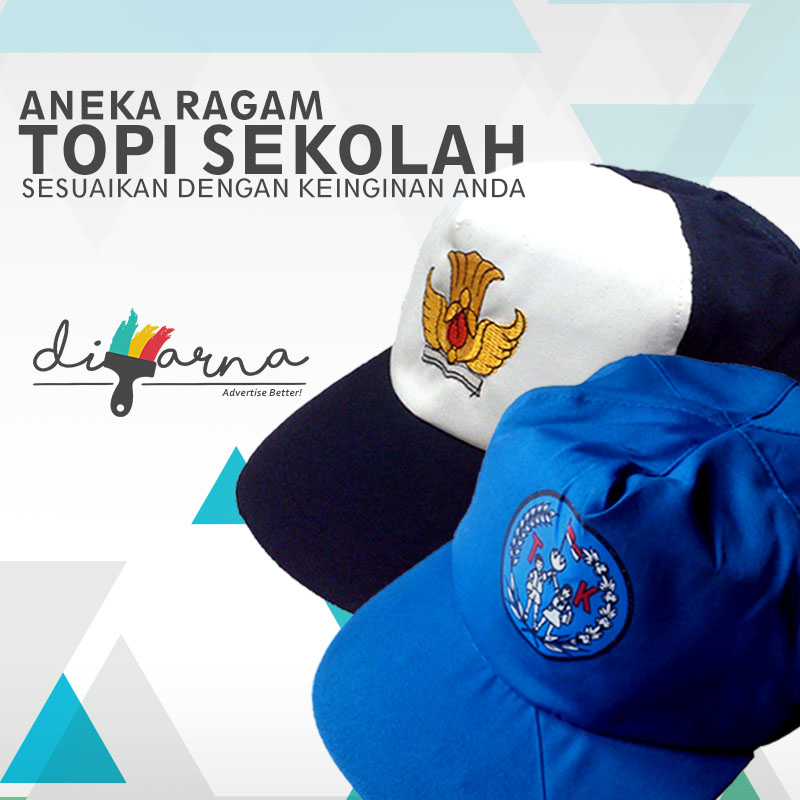 ANEKA RAGAM
TOPI SEKOLAH
SESUAIKAN DENGAN KEINGINAN ANDA
diwarna
Advertise Better!
T
K